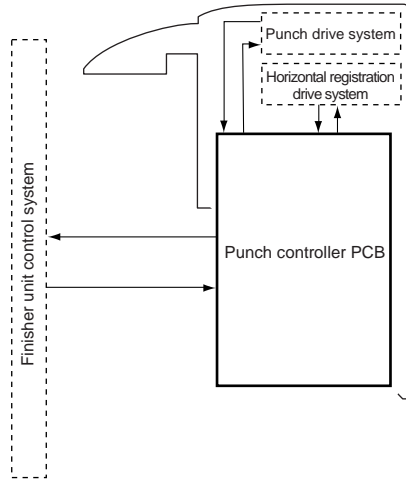 Punch drive system
Horizontal registration
drive system
Punch controller PCB
Finisher unit control system